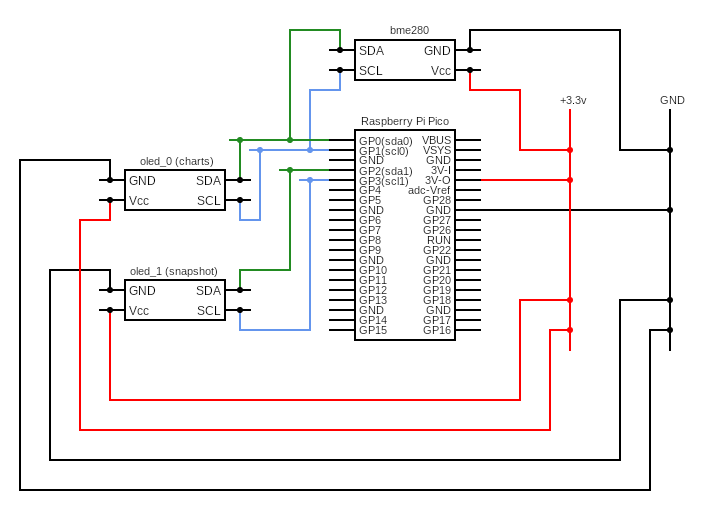 bme280
SDA GND
SCL Vcc
+3.3v GND
Raspberry Pi Pico
GP0(sda0) VBUS
GP1(scl0) VSYS
GND GND
GP2(sda1) 3V-I
GP3(scl1) 3V-O
GP4 adc-Vref
GP5 GP28
GND GND
GP6 GP27
GP7 GP26
GP8 RUN
GP9 GP22
GND GND
GP10 GP21
GP11 GP20
GP12 GP19
GP13 GP18
GND GND
GP14 GP17
GP15 GP16
oled_0 (charts)
GND SDA
Vcc SCL
oled_1 (snapshot)
GND SDA
Vcc SCL